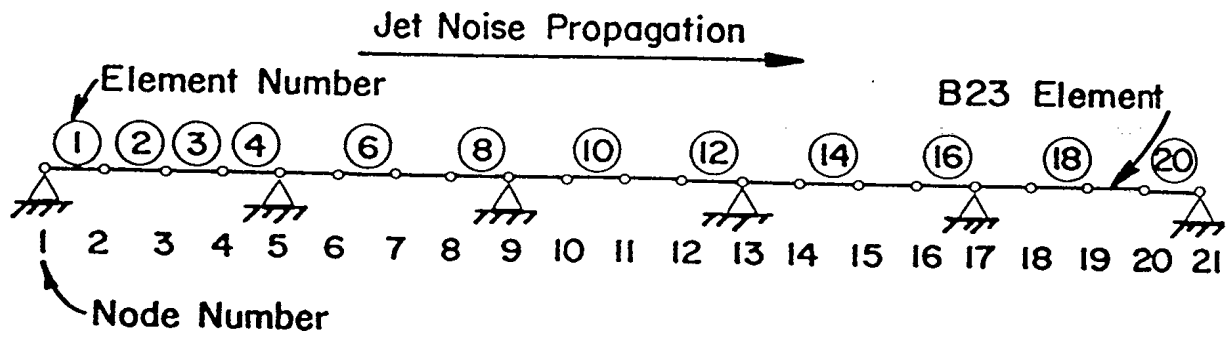 Jet Noise Propagation
Element Number
B23 Element
1 2 3 4 6 8 10 12 14 16 18 20
1 2 3 4 5 6 7 8 9 10 11 12 13 14 15 16 17 18 19 20 21
Node Number